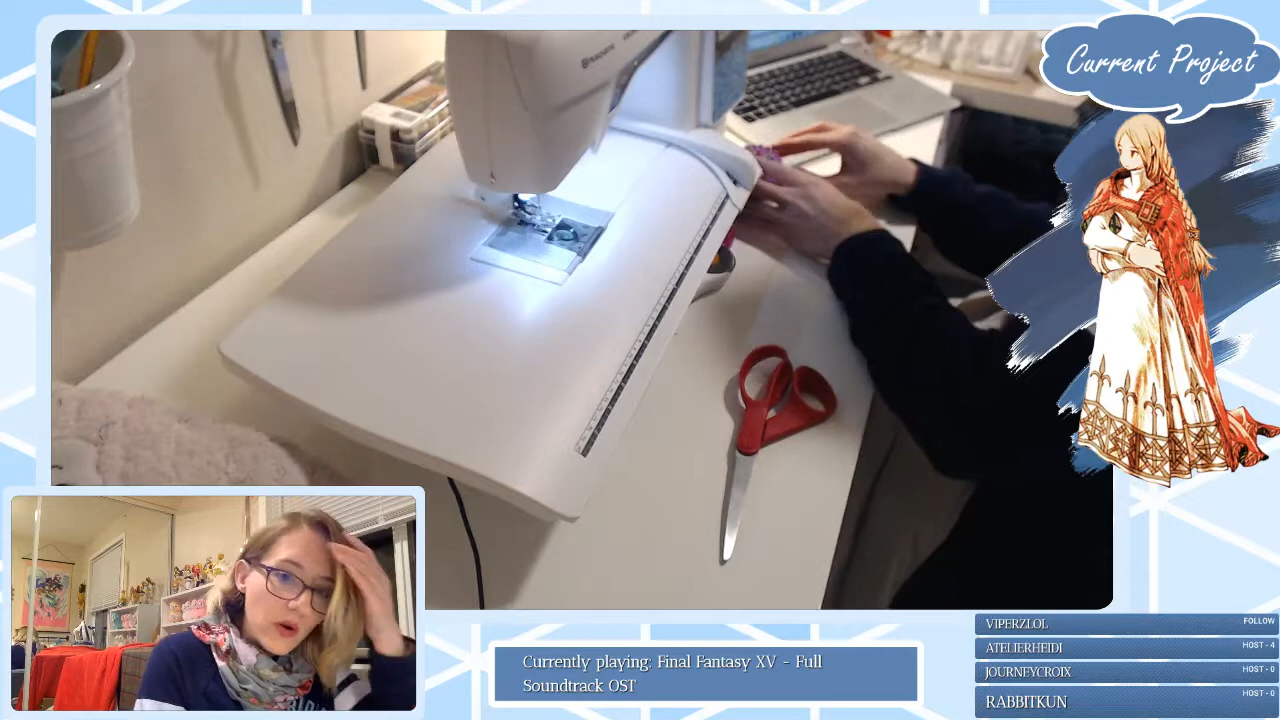 Current Project
Currently playing: Final Fantasy XV - Full
Soundtrack OST
VIPERZLOL FOLLOW
ATELIERHEIDI HOST - 4
JOURNEYCROIX HOST - 0
RABBITKUN HOST - 0